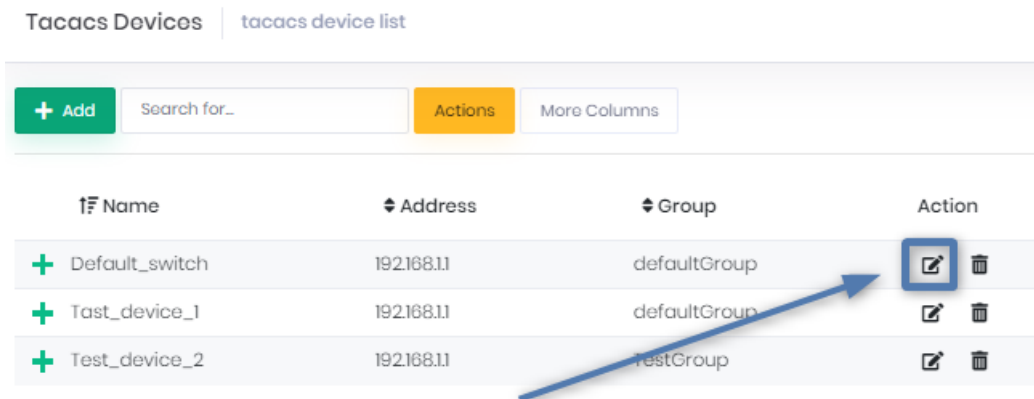 Tacacs Devices tacacs device list
Add Search for... Actions More Columns
Name Address Group Action
Default_switch 192.168.1.1 defaultGroup
Tast_device_1 192.168.1.1 defaultGroup
Test_device_2 192.168.1.1 TestGroup